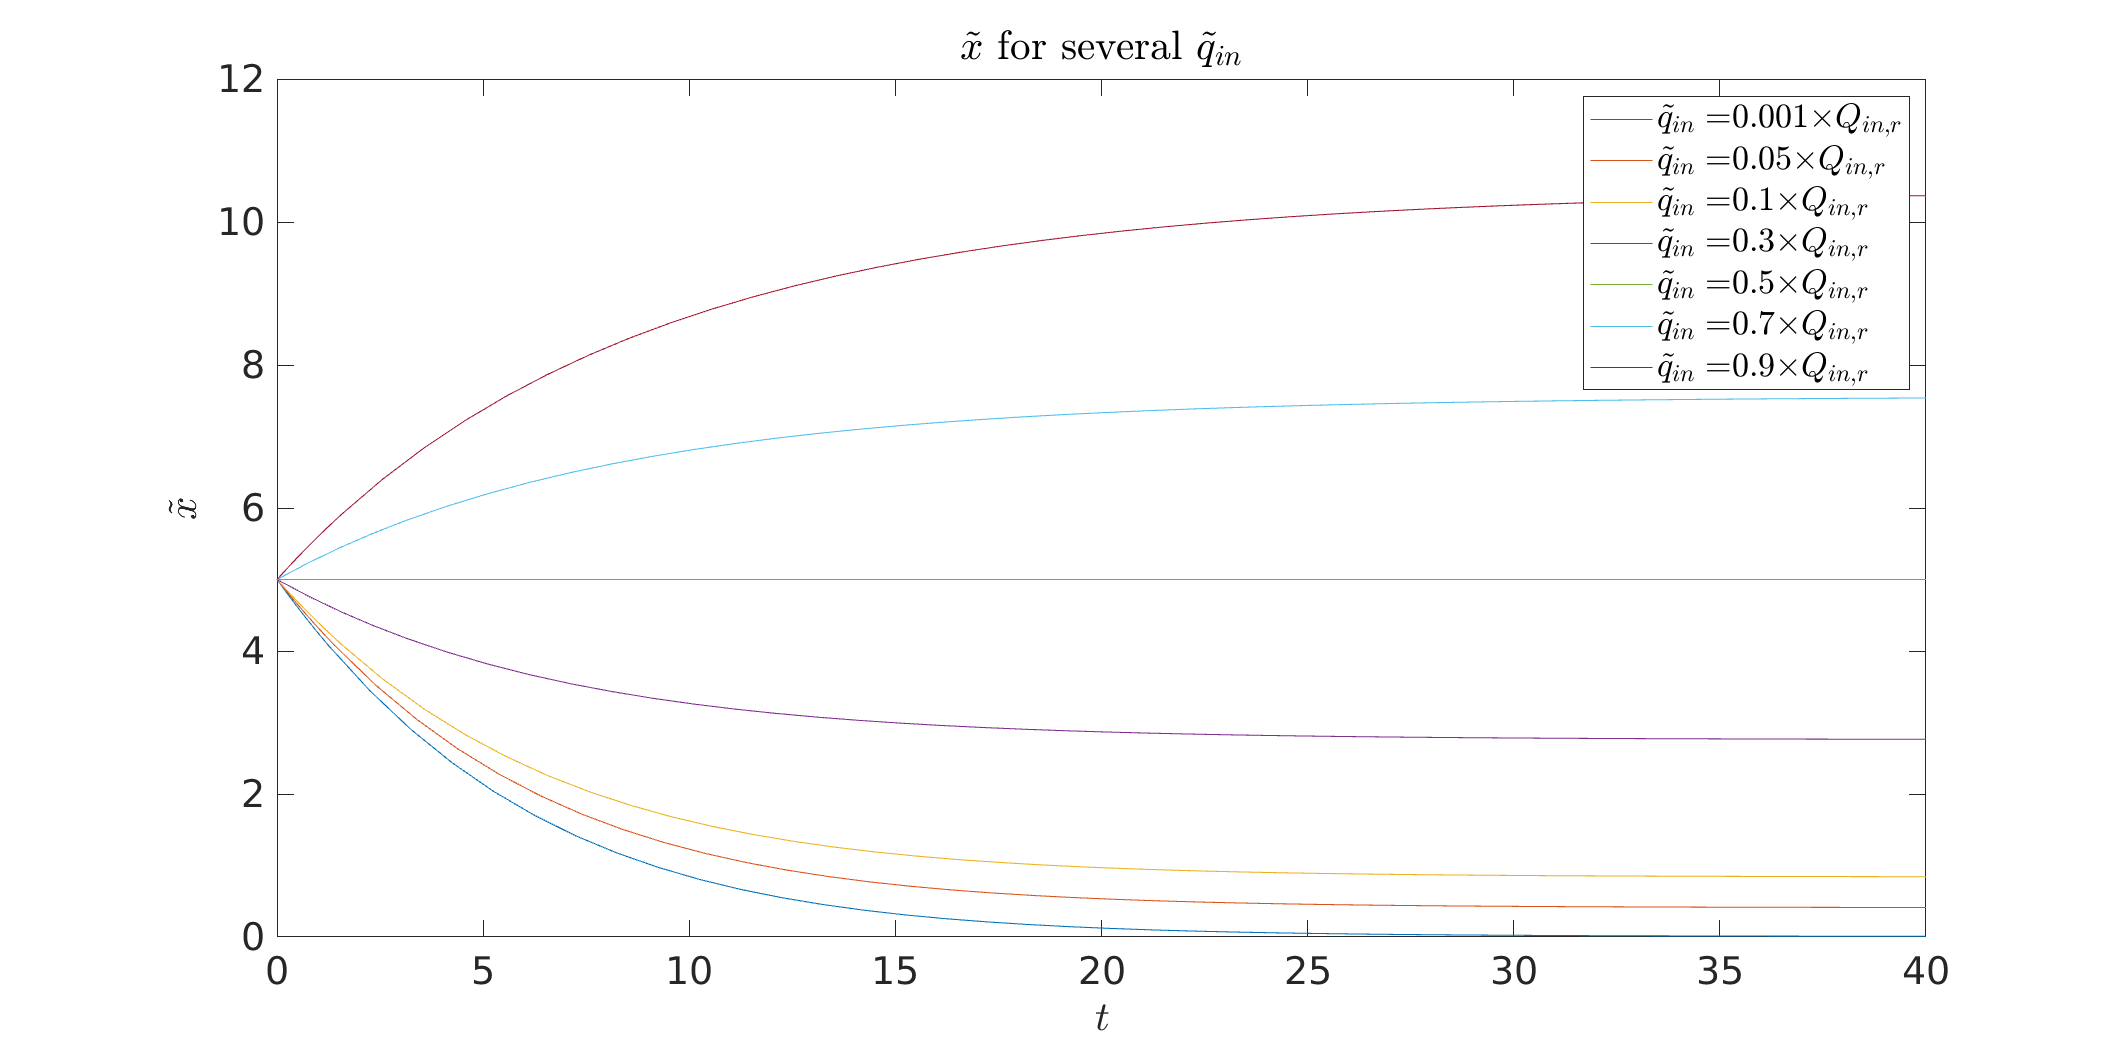 x̃ for several q̃_in
12
10
8
6
4
2
0
x̃
0 5 10 15 20 25 30 35 40
t
q̃_in =0.001×Q_in,r
q̃_in =0.05×Q_in,r
q̃_in =0.1×Q_in,r
q̃_in =0.3×Q_in,r
q̃_in =0.5×Q_in,r
q̃_in =0.7×Q_in,r
q̃_in =0.9×Q_in,r